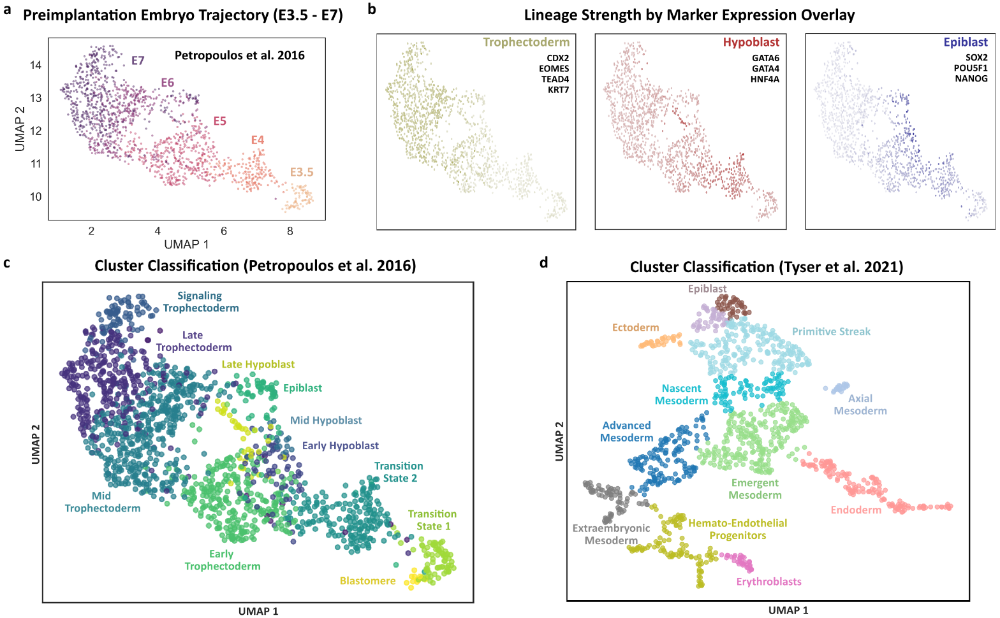 a
Preimplantation Embryo Trajectory (E3.5 - E7)
Petropoulos et al. 2016
E7
E6
E5
E4
E3.5
14
13
12
11
10
UMAP 2
2
4
6
8
UMAP 1
b
Lineage Strength by Marker Expression Overlay
Trophectoderm
CDX2
EOMES
TEAD4
KRT7
Hypoblast
GATA6
GATA4
HNF4A
Epiblast
SOX2
POU5F1
NANOG
c
Cluster Classification (Petropoulos et al. 2016)
Signaling
Trophectoderm
Late
Trophectoderm
Late Hypoblast
Epiblast
Mid Hypoblast
Early Hypoblast
Transition
State 2
Mid
Trophectoderm
Transition
State 1
Early
Trophectoderm
Blastomere
UMAP 2
UMAP 1
d
Cluster Classification (Tyser et al. 2021)
Epiblast
Ectoderm
Primitive Streak
Nascent
Mesoderm
Axial
Mesoderm
Advanced
Mesoderm
Emergent
Mesoderm
Endoderm
Extraembryonic
Mesoderm
Hemato-Endothelial
Progenitors
Erythroblasts
UMAP 2
UMAP 1